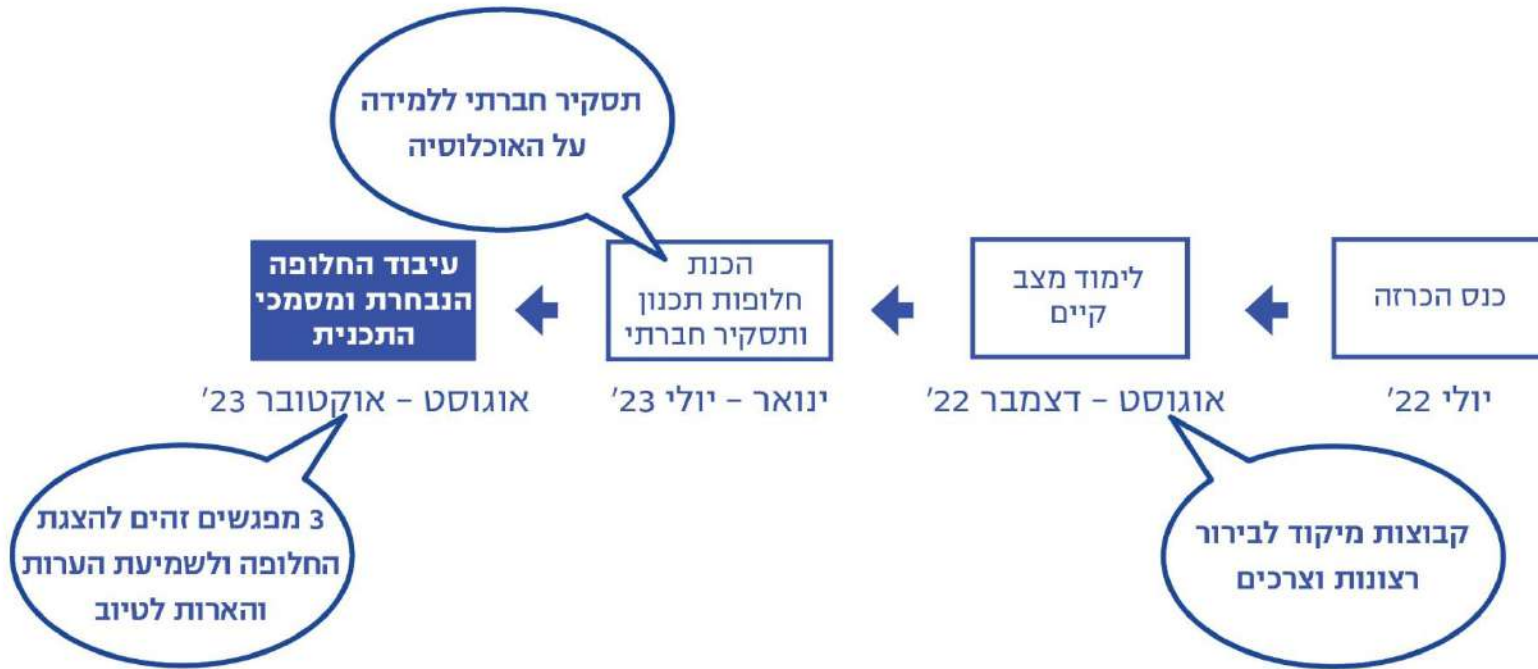 תסקיר חברתי ללמידה
על האוכלוסיה
כנס הכרזה
יולי 22'
לימוד מצב
קיים
אוגוסט – דצמבר 22'
הכנת
חלופות תכנון
ותסקיר חברתי
ינואר – יולי 23'
עיבוד החלופה
הנבחרת ומסמכי
התכנית
אוגוסט – אוקטובר 23'
קבוצות מיקוד לבירור
רצונות וצרכים
3 מפגשים זהים להצגת
החלופה ולשמיעת הערות
והארות לטיוב